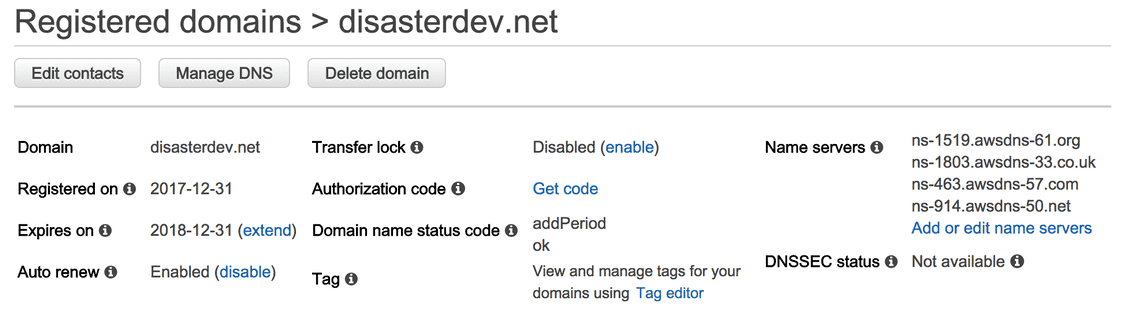 Registered domains > disasterdev.net
Edit contacts
Manage DNS
Delete domain
Domain
disasterdev.net
Registered on
2017-12-31
Expires on
2018-12-31 (extend)
Auto renew
Enabled (disable)
Transfer lock
Disabled (enable)
Authorization code
Get code
Domain name status code
addPeriod
ok
Tag
View and manage tags for your
domains using Tag editor
Name servers
ns-1519.awsdns-61.org
ns-1803.awsdns-33.co.uk
ns-463.awsdns-57.com
ns-914.awsdns-50.net
Add or edit name servers
DNSSEC status
Not available